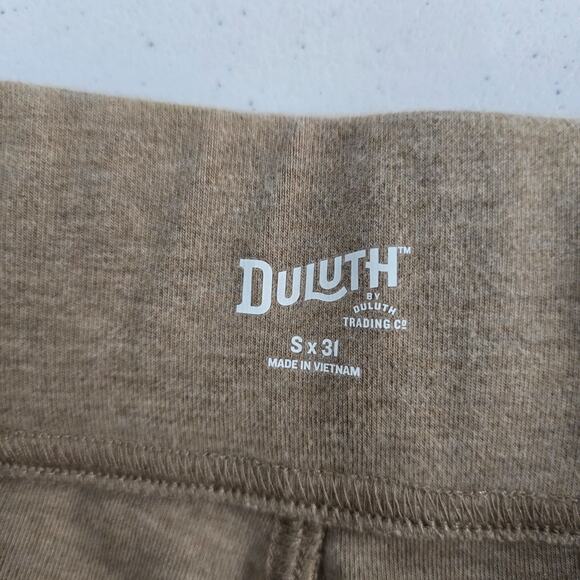 DULUTH™
BY
DULUTH
TRADING Cº
S x 31
MADE IN VIETNAM